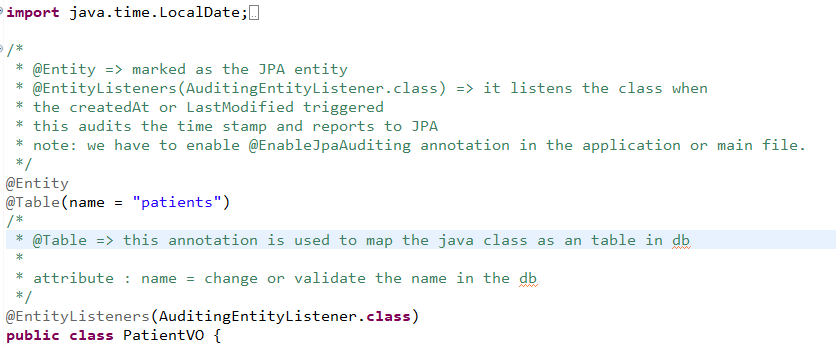 import java.time.LocalDate;
/*
 * @Entity => marked as the JPA entity
 * @EntityListeners(AuditingEntityListener.class) => it listens the class when
 * the createdAt or LastModified triggered
 * this audits the time stamp and reports to JPA
 * note: we have to enable @EnableJpaAuditing annotation in the application or main file.
 */
@Entity
@Table(name = "patients")
/*
 * @Table => this annotation is used to map the java class as an table in db
 *
 * attribute : name = change or validate the name in the db
 */
@EntityListeners(AuditingEntityListener.class)
public class PatientVO {